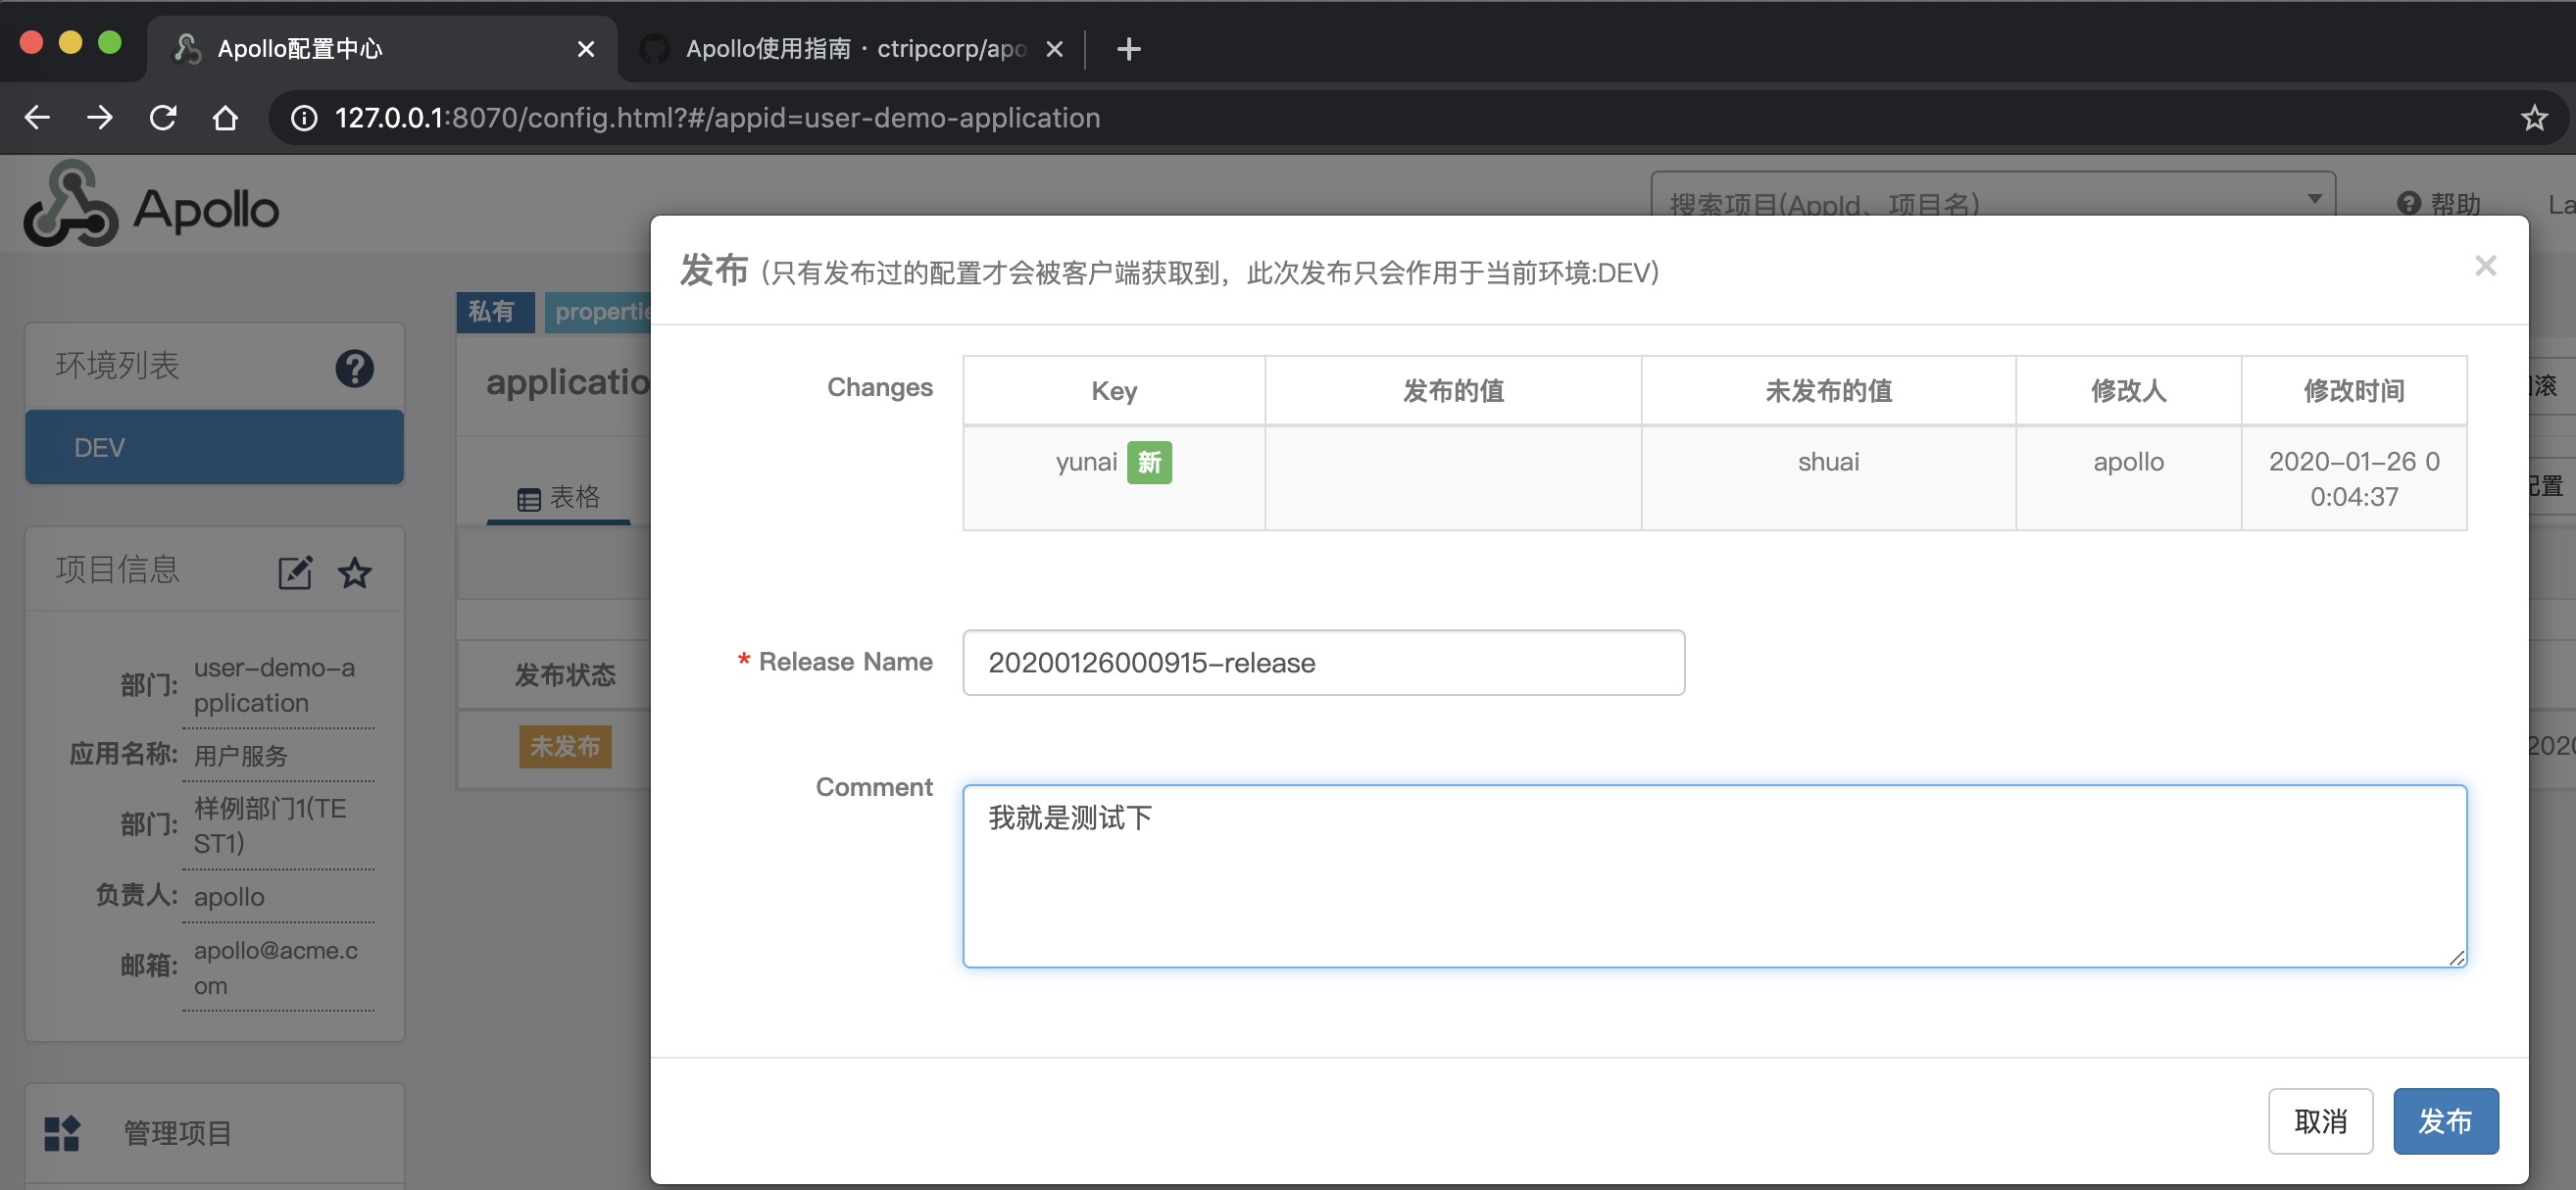 Apollo配置中心
Apollo使用指南 · ctripcorp/apo
127.0.0.1:8070/config.html?#/appid=user-demo-application
Apollo
搜索项目(AppId、项目名)
帮助
La
环境列表
DEV
项目信息
部门:
user-demo-a
pplication
应用名称:
用户服务
部门:
样例部门1(TE
ST1)
负责人:
apollo
邮箱:
apollo@acme.c
om
管理项目
私有
propertie
applicatio
表格
发布状态
未发布
滚
配置
2020
发布 (只有发布过的配置才会被客户端获取到，此次发布只会作用于当前环境:DEV)
×
Changes
Key 发布的值 未发布的值 修改人 修改时间
yunai 新 shuai apollo 2020-01-26 0
0:04:37
* Release Name
20200126000915-release
Comment
我就是测试下
取消
发布